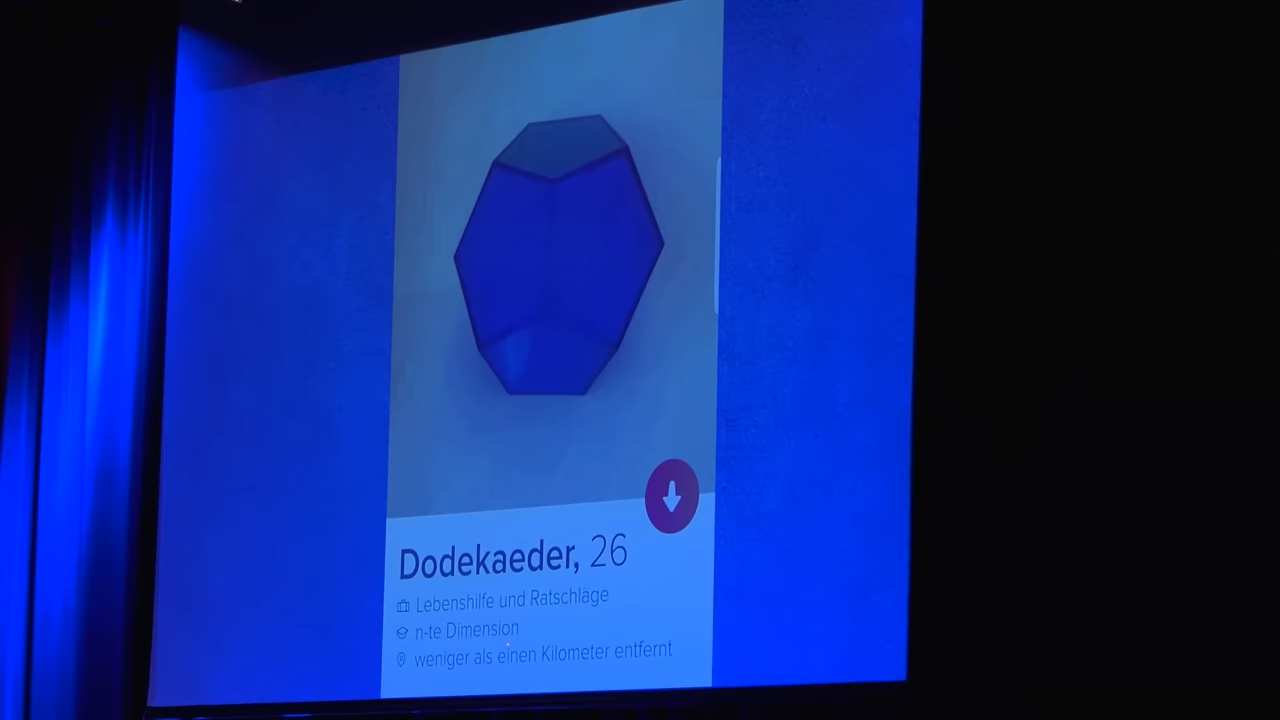 Dodekaeder, 26
Lebenshilfe und Ratschläge
n-te Dimension
weniger als einen Kilometer entfernt